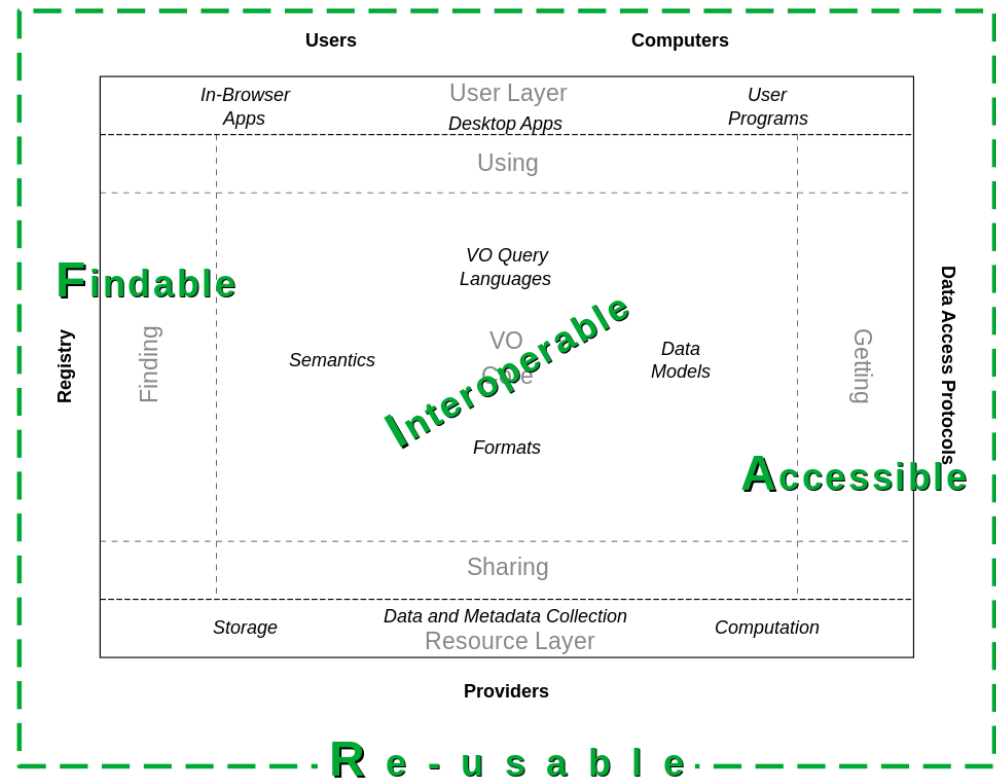 Users
Computers
In-Browser
Apps
User Layer
Desktop Apps
User
Programs
Using
VO Query
Languages
Findable
Registry
Finding
Semantics
VO
Core
Interoperable
Data
Models
Getting
Data Access Protocols
Formats
Accessible
Sharing
Storage
Data and Metadata Collection
Resource Layer
Computation
Providers
Re-usable